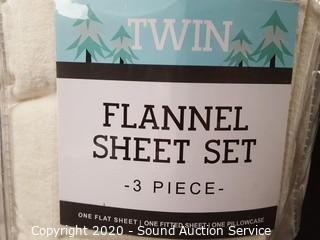 TWIN
FLANNEL
SHEET SET
-3 PIECE-
ONE FLAT SHEET | ONE FITTED SHEET | ONE PILLOWCASE
Copyright 2020 - Sound Auction Service